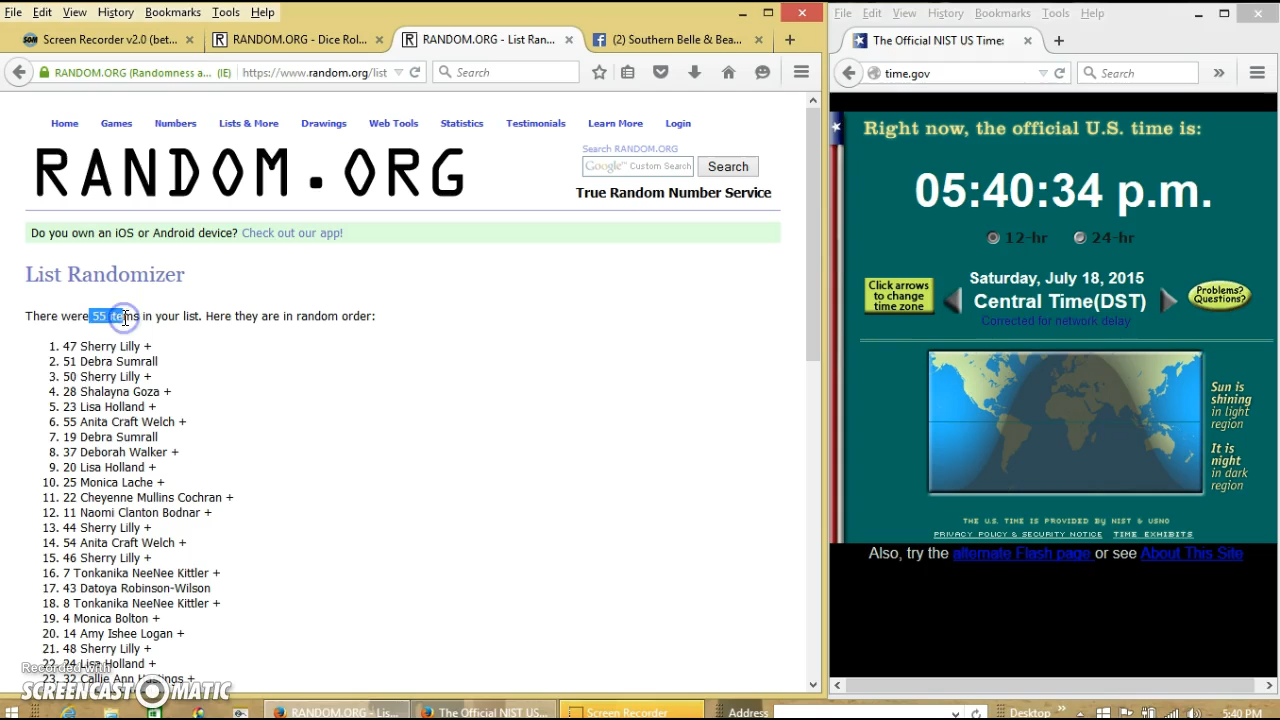 File Edit View History Bookmarks Tools Help
Screen Recorder v2.0 (bet... RANDOM.ORG - Dice Rol... RANDOM.ORG - List Ran... (2) Southern Belle & Bea...
RANDOM.ORG (Randomness a... (IE) https://www.random.org/list Search
Home Games Numbers Lists & More Drawings Web Tools Statistics Testimonials Learn More Login
RANDOM.ORG
Search RANDOM.ORG
Google™ Custom Search Search
True Random Number Service
Do you own an iOS or Android device? Check out our app!
List Randomizer
There were 55 items in your list. Here they are in random order:
1. 47 Sherry Lilly +
2. 51 Debra Sumrall
3. 50 Sherry Lilly +
4. 28 Shalayna Goza +
5. 23 Lisa Holland +
6. 55 Anita Craft Welch +
7. 19 Debra Sumrall
8. 37 Deborah Walker +
9. 20 Lisa Holland +
10. 25 Monica Lache +
11. 22 Cheyenne Mullins Cochran +
12. 11 Naomi Clanton Bodnar +
13. 44 Sherry Lilly +
14. 54 Anita Craft Welch +
15. 46 Sherry Lilly +
16. 7 Tonkanika NeeNee Kittler +
17. 43 Datoya Robinson-Wilson
18. 8 Tonkanika NeeNee Kittler +
19. 4 Monica Bolton +
20. 14 Amy Ishee Logan +
21. 48 Sherry Lilly +
22. 24 Lisa Holland +
23. 32 Callie Ann Hastings +
Recorded with
SCREENCAST MATIC
File Edit View History Bookmarks Tools Help
The Official NIST US Time:
time.gov Search
Right now, the official U.S. time is:
05:40:34 p.m.
12-hr 24-hr
Click arrows to change time zone
Saturday, July 18, 2015
Central Time(DST)
Corrected for network delay
Problems? Questions?
Sun is
shining
in light
region
It is
night
in dark
region
THE U.S. TIME IS PROVIDED BY NIST & USNO
PRIVACY POLICY & SECURITY NOTICE TIME EXHIBITS
Also, try the alternate Flash page or see About This Site
RANDOM.ORG - Lis... The Official NIST US... Screen Recorder Address Desktop 5:40 PM